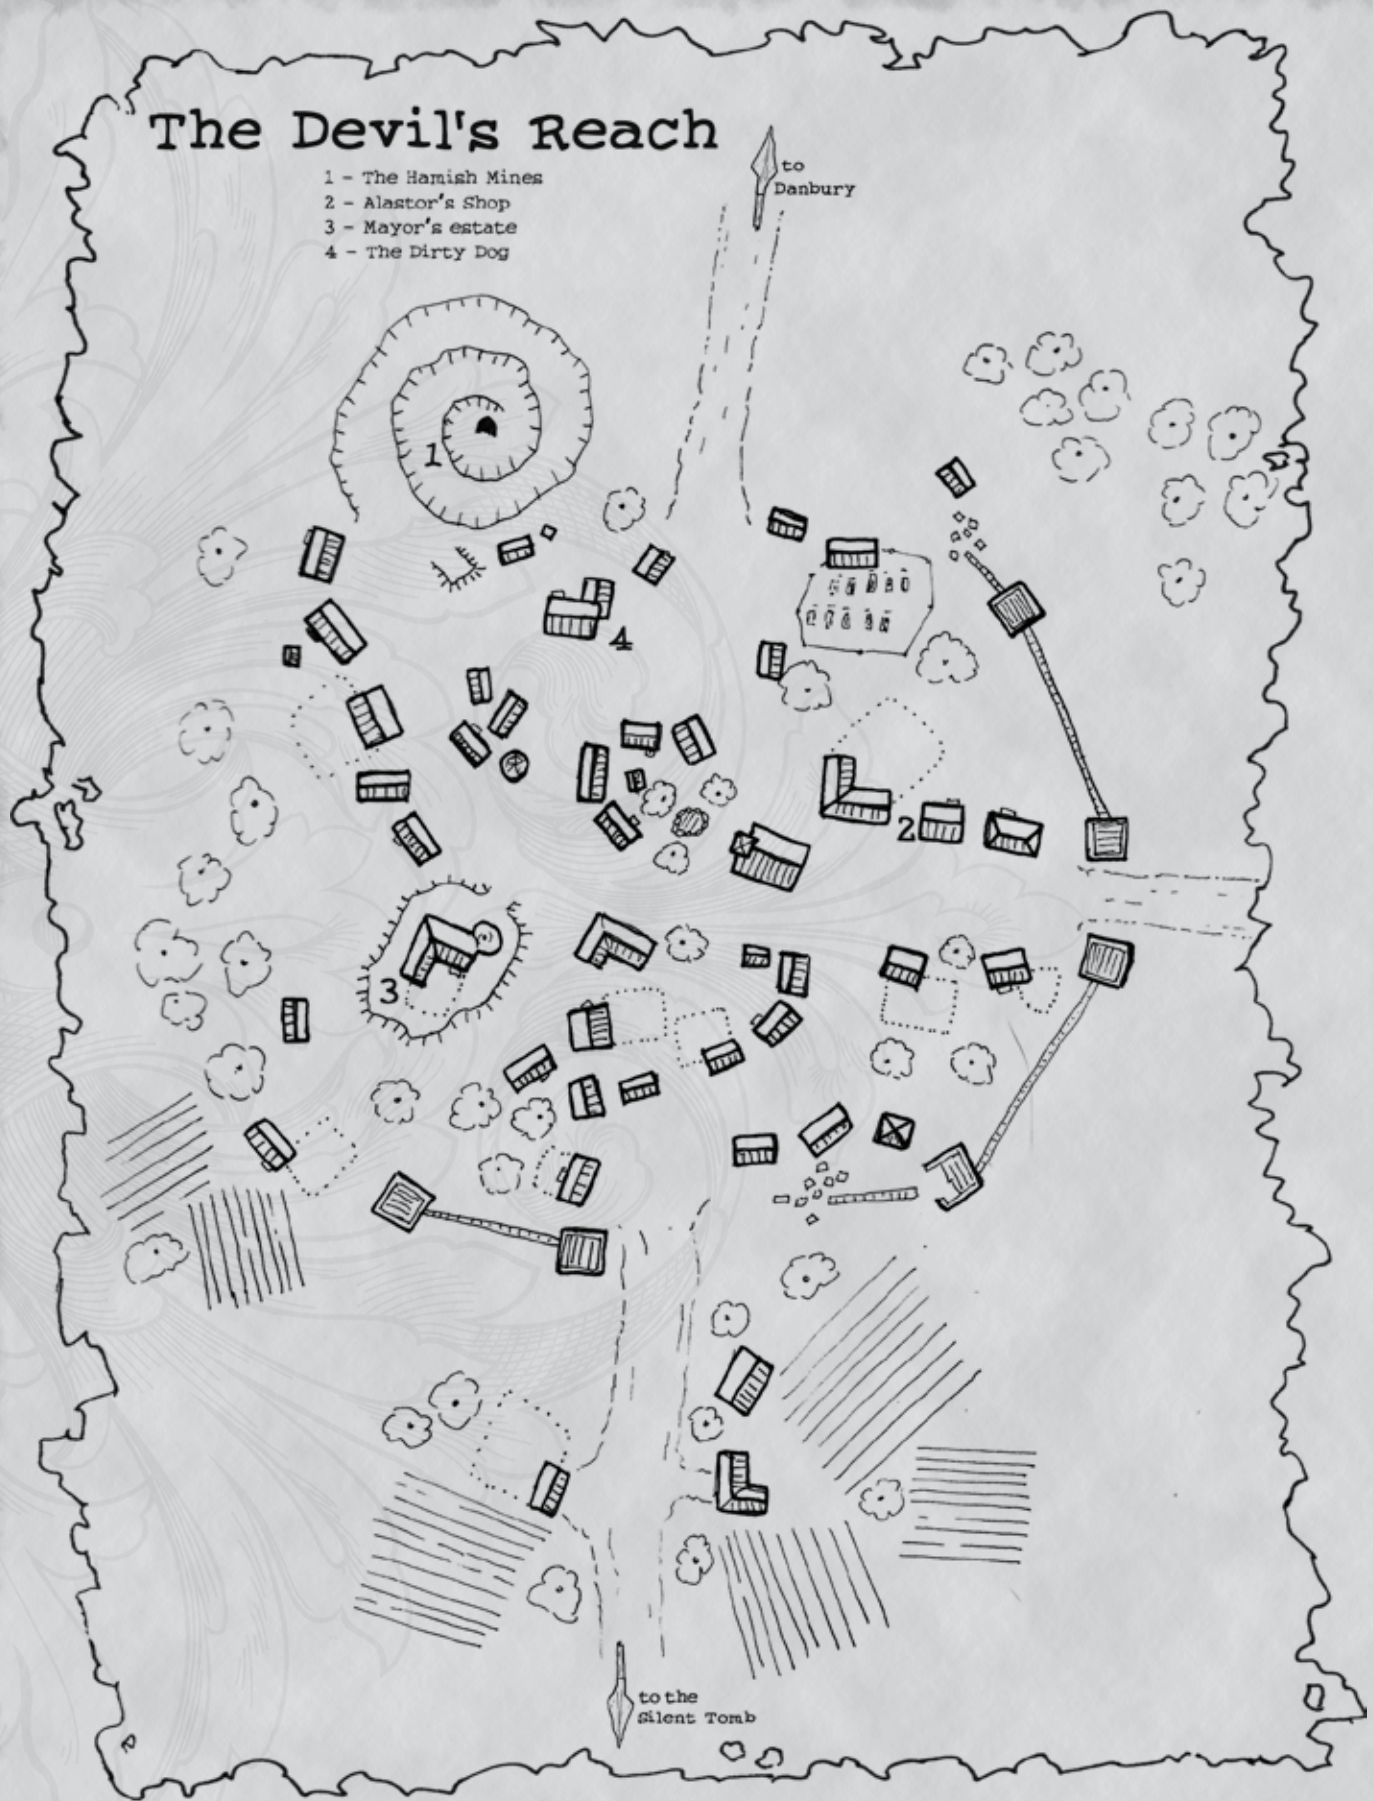 The Devil's Reach
1 - The Hamish Mines
2 - Alastor's Shop
3 - Mayor's estate
4 - The Dirty Dog
to
Danbury
1
4
2
3
to the
Silent Tomb